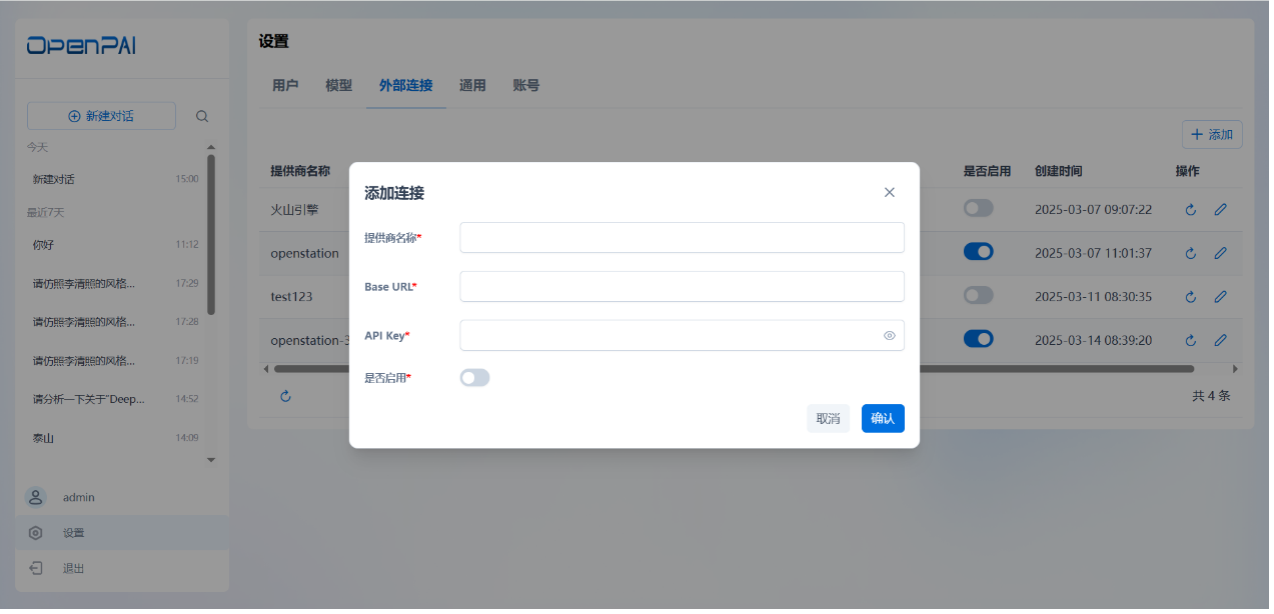 OpenPAI
新建对话
今天
新建对话 15:00
最近7天
你好 11:12
请仿照李清照的风格... 17:29
请仿照李清照的风格... 17:28
请仿照李清照的风格... 17:19
请分析一下关于"Deep... 14:52
泰山 14:09
admin
设置
退出
设置
用户 模型 外部连接 通用 账号
添加
提供商名称 是否启用 创建时间 操作
火山引擎 2025-03-07 09:07:22
openstation 2025-03-07 11:01:37
test123 2025-03-11 08:30:35
openstation-3 2025-03-14 08:39:20
共 4 条
添加连接
提供商名称*
Base URL*
API Key*
是否启用*
取消 确认